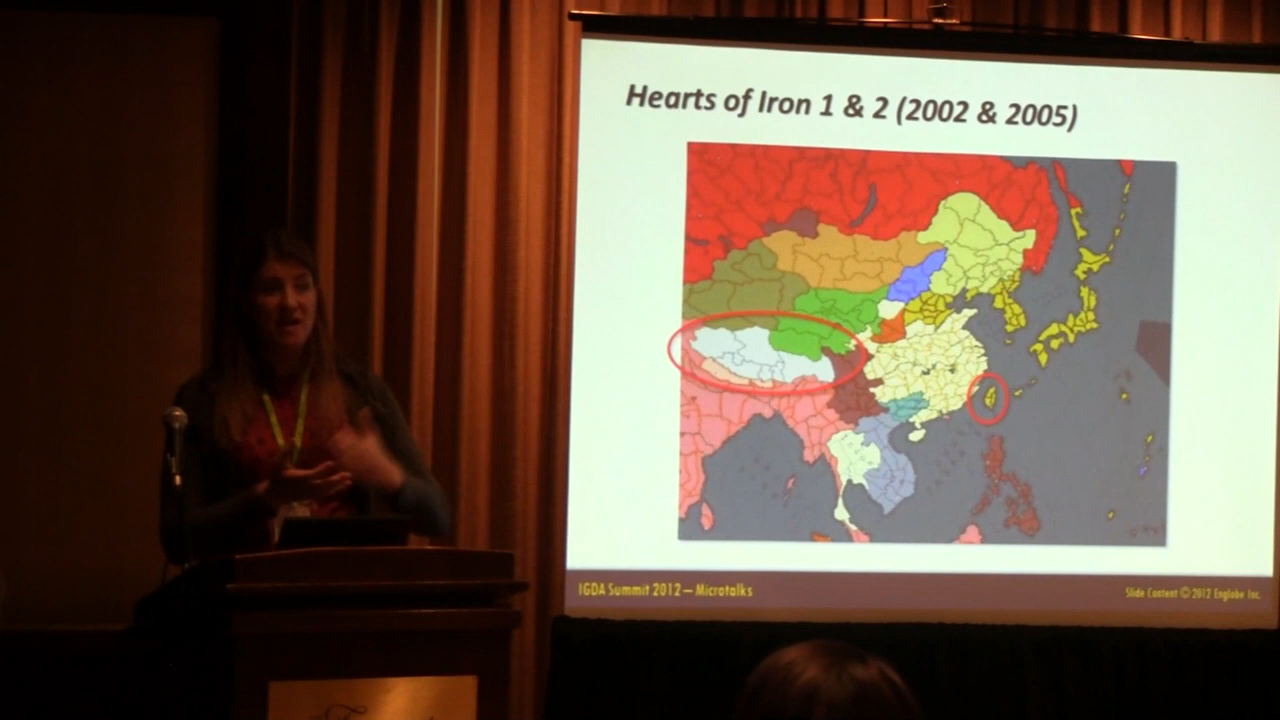 Hearts of Iron 1 & 2 (2002 & 2005)
IGDA Summit 2012 — Microtalks
Slide Content © 2012 Englobe Inc.